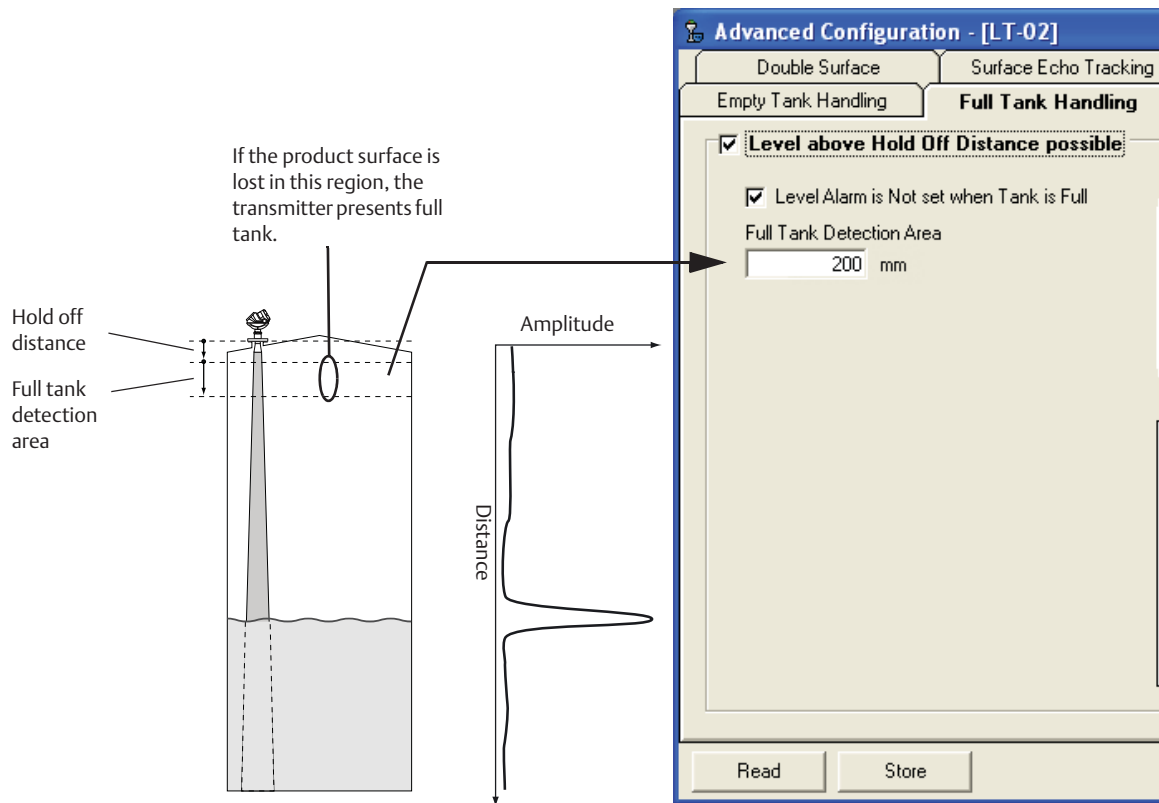 If the product surface is
lost in this region, the
transmitter presents full
tank.
Hold off
distance
Full tank
detection
area
Amplitude
Distance
Advanced Configuration - [LT-02]
Double Surface
Surface Echo Tracking
Empty Tank Handling
Full Tank Handling
Level above Hold Off Distance possible
Level Alarm is Not set when Tank is Full
Full Tank Detection Area
200 mm
Read
Store